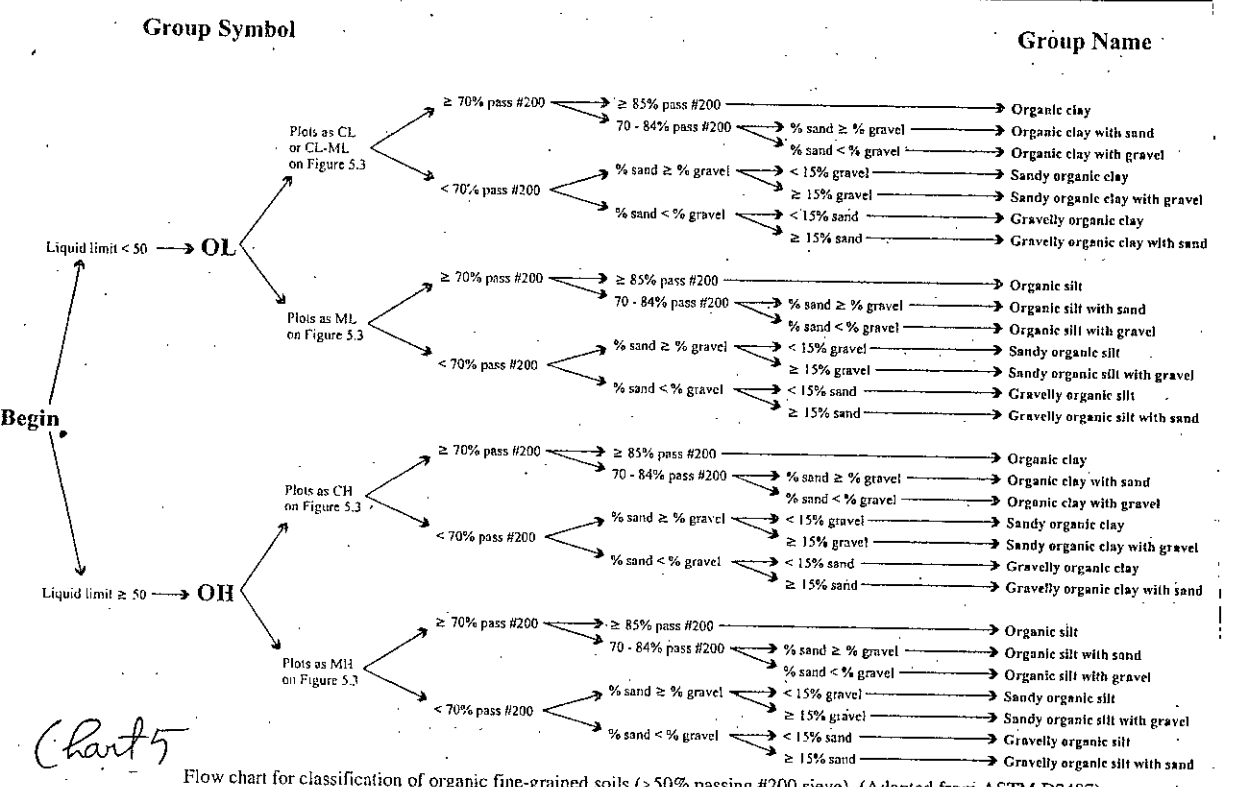 Group Symbol
Group Name
Begin
Liquid limit < 50
OL
Plots as CL
or CL-ML
on Figure 5.3
≥ 70% pass #200
≥ 85% pass #200
Organic clay
70 - 84% pass #200
% sand ≥ % gravel
Organic clay with sand
% sand < % gravel
Organic clay with gravel
< 70% pass #200
% sand ≥ % gravel
< 15% gravel
Sandy organic clay
≥ 15% gravel
Sandy organic clay with gravel
% sand < % gravel
< 15% sand
Gravelly organic clay
≥ 15% sand
Gravelly organic clay with sand
Plots as ML
on Figure 5.3
≥ 70% pass #200
≥ 85% pass #200
Organic silt
70 - 84% pass #200
% sand ≥ % gravel
Organic silt with sand
% sand < % gravel
Organic silt with gravel
< 70% pass #200
% sand ≥ % gravel
< 15% gravel
Sandy organic silt
≥ 15% gravel
Sandy organic silt with gravel
% sand < % gravel
< 15% sand
Gravelly organic silt
≥ 15% sand
Gravelly organic silt with sand
Liquid limit ≥ 50
OH
Plots as CH
on Figure 5.3
≥ 70% pass #200
≥ 85% pass #200
Organic clay
70 - 84% pass #200
% sand ≥ % gravel
Organic clay with sand
% sand < % gravel
Organic clay with gravel
< 70% pass #200
% sand ≥ % gravel
< 15% gravel
Sandy organic clay
≥ 15% gravel
Sandy organic clay with gravel
% sand < % gravel
< 15% sand
Gravelly organic clay
≥ 15% sand
Gravelly organic clay with sand
Plots as MH
on Figure 5.3
≥ 70% pass #200
≥ 85% pass #200
Organic silt
70 - 84% pass #200
% sand ≥ % gravel
Organic silt with sand
% sand < % gravel
Organic silt with gravel
< 70% pass #200
% sand ≥ % gravel
< 15% gravel
Sandy organic silt
≥ 15% gravel
Sandy organic silt with gravel
% sand < % gravel
< 15% sand
Gravelly organic silt
≥ 15% sand
Gravelly organic silt with sand
Chart 5
Flow chart for classification of organic fine-grained soils (>50% passing #200 sieve). (Adapted from ASTM D2487)